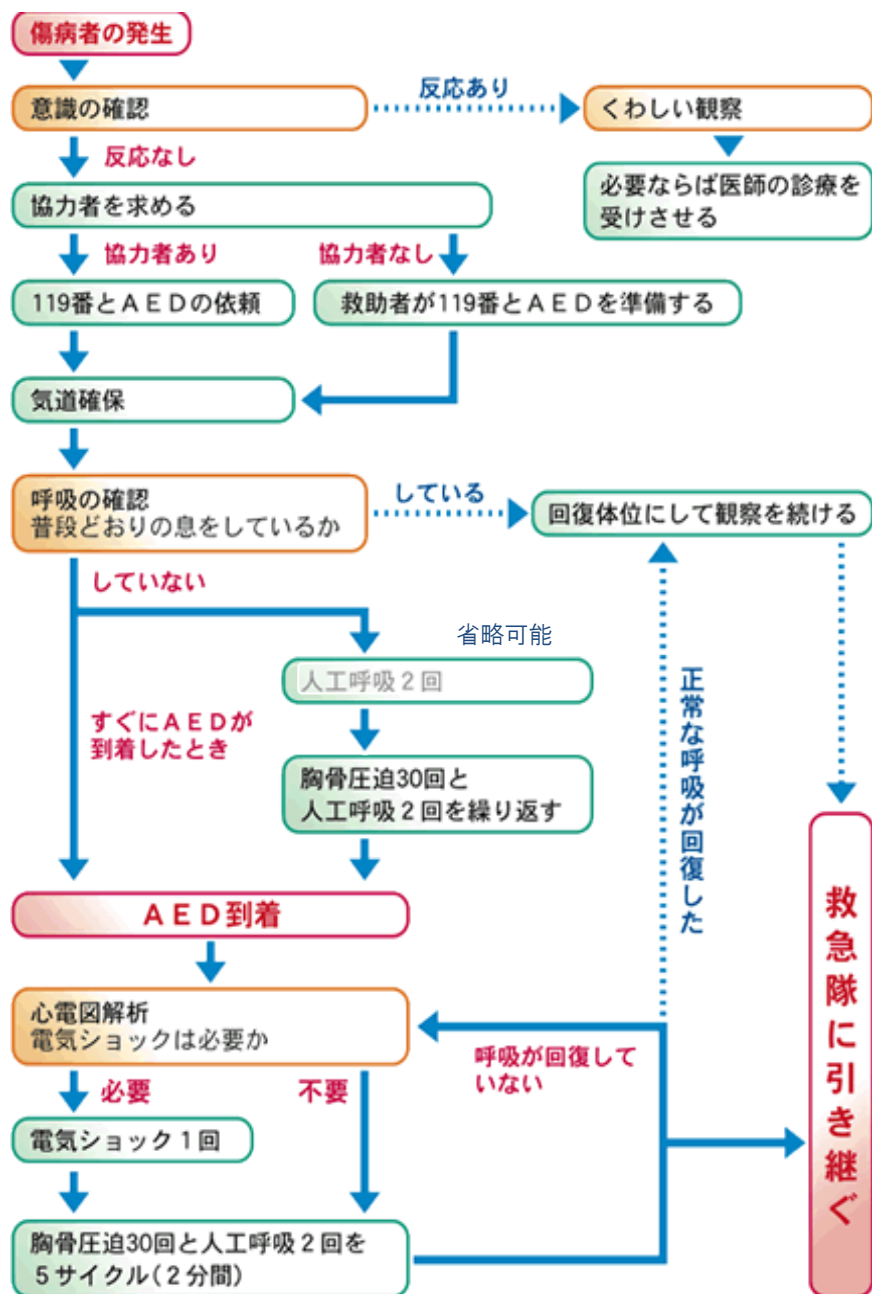 傷病者の発生
意識の確認
反応あり
くわしい観察
反応なし
必要ならば医師の診療を
受けさせる
協力者を求める
協力者あり
協力者なし
119番とＡＥＤの依頼
救助者が119番とＡＥＤを準備する
気道確保
呼吸の確認
普段どおりの息をしているか
している
回復体位にして観察を続ける
していない
省略可能
人工呼吸２回
すぐにＡＥＤが
到着したとき
胸骨圧迫30回と
人工呼吸２回を繰り返す
正常な呼吸が回復した
ＡＥＤ到着
心電図解析
電気ショックは必要か
呼吸が回復して
いない
必要
不要
電気ショック１回
胸骨圧迫30回と人工呼吸２回を
５サイクル(２分間)
救急隊に引き継ぐ